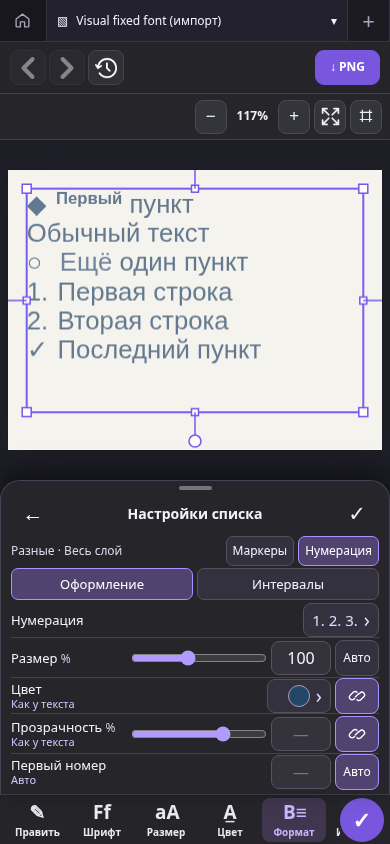 Visual fixed font (импорт)
↓ PNG
117%
◆ Первый пункт
Обычный текст
○ Ещё один пункт
1. Первая строка
2. Вторая строка
✓ Последний пункт
Настройки списка
Разные · Весь слой
Маркеры
Нумерация
Оформление
Интервалы
Нумерация
1. 2. 3. ›
Размер %
100
Авто
Цвет
Как у текста
Прозрачность %
Как у текста
—
Первый номер
Авто
—
Авто
Править
Ff
Шрифт
aA
Размер
A
Цвет
B≡
Формат